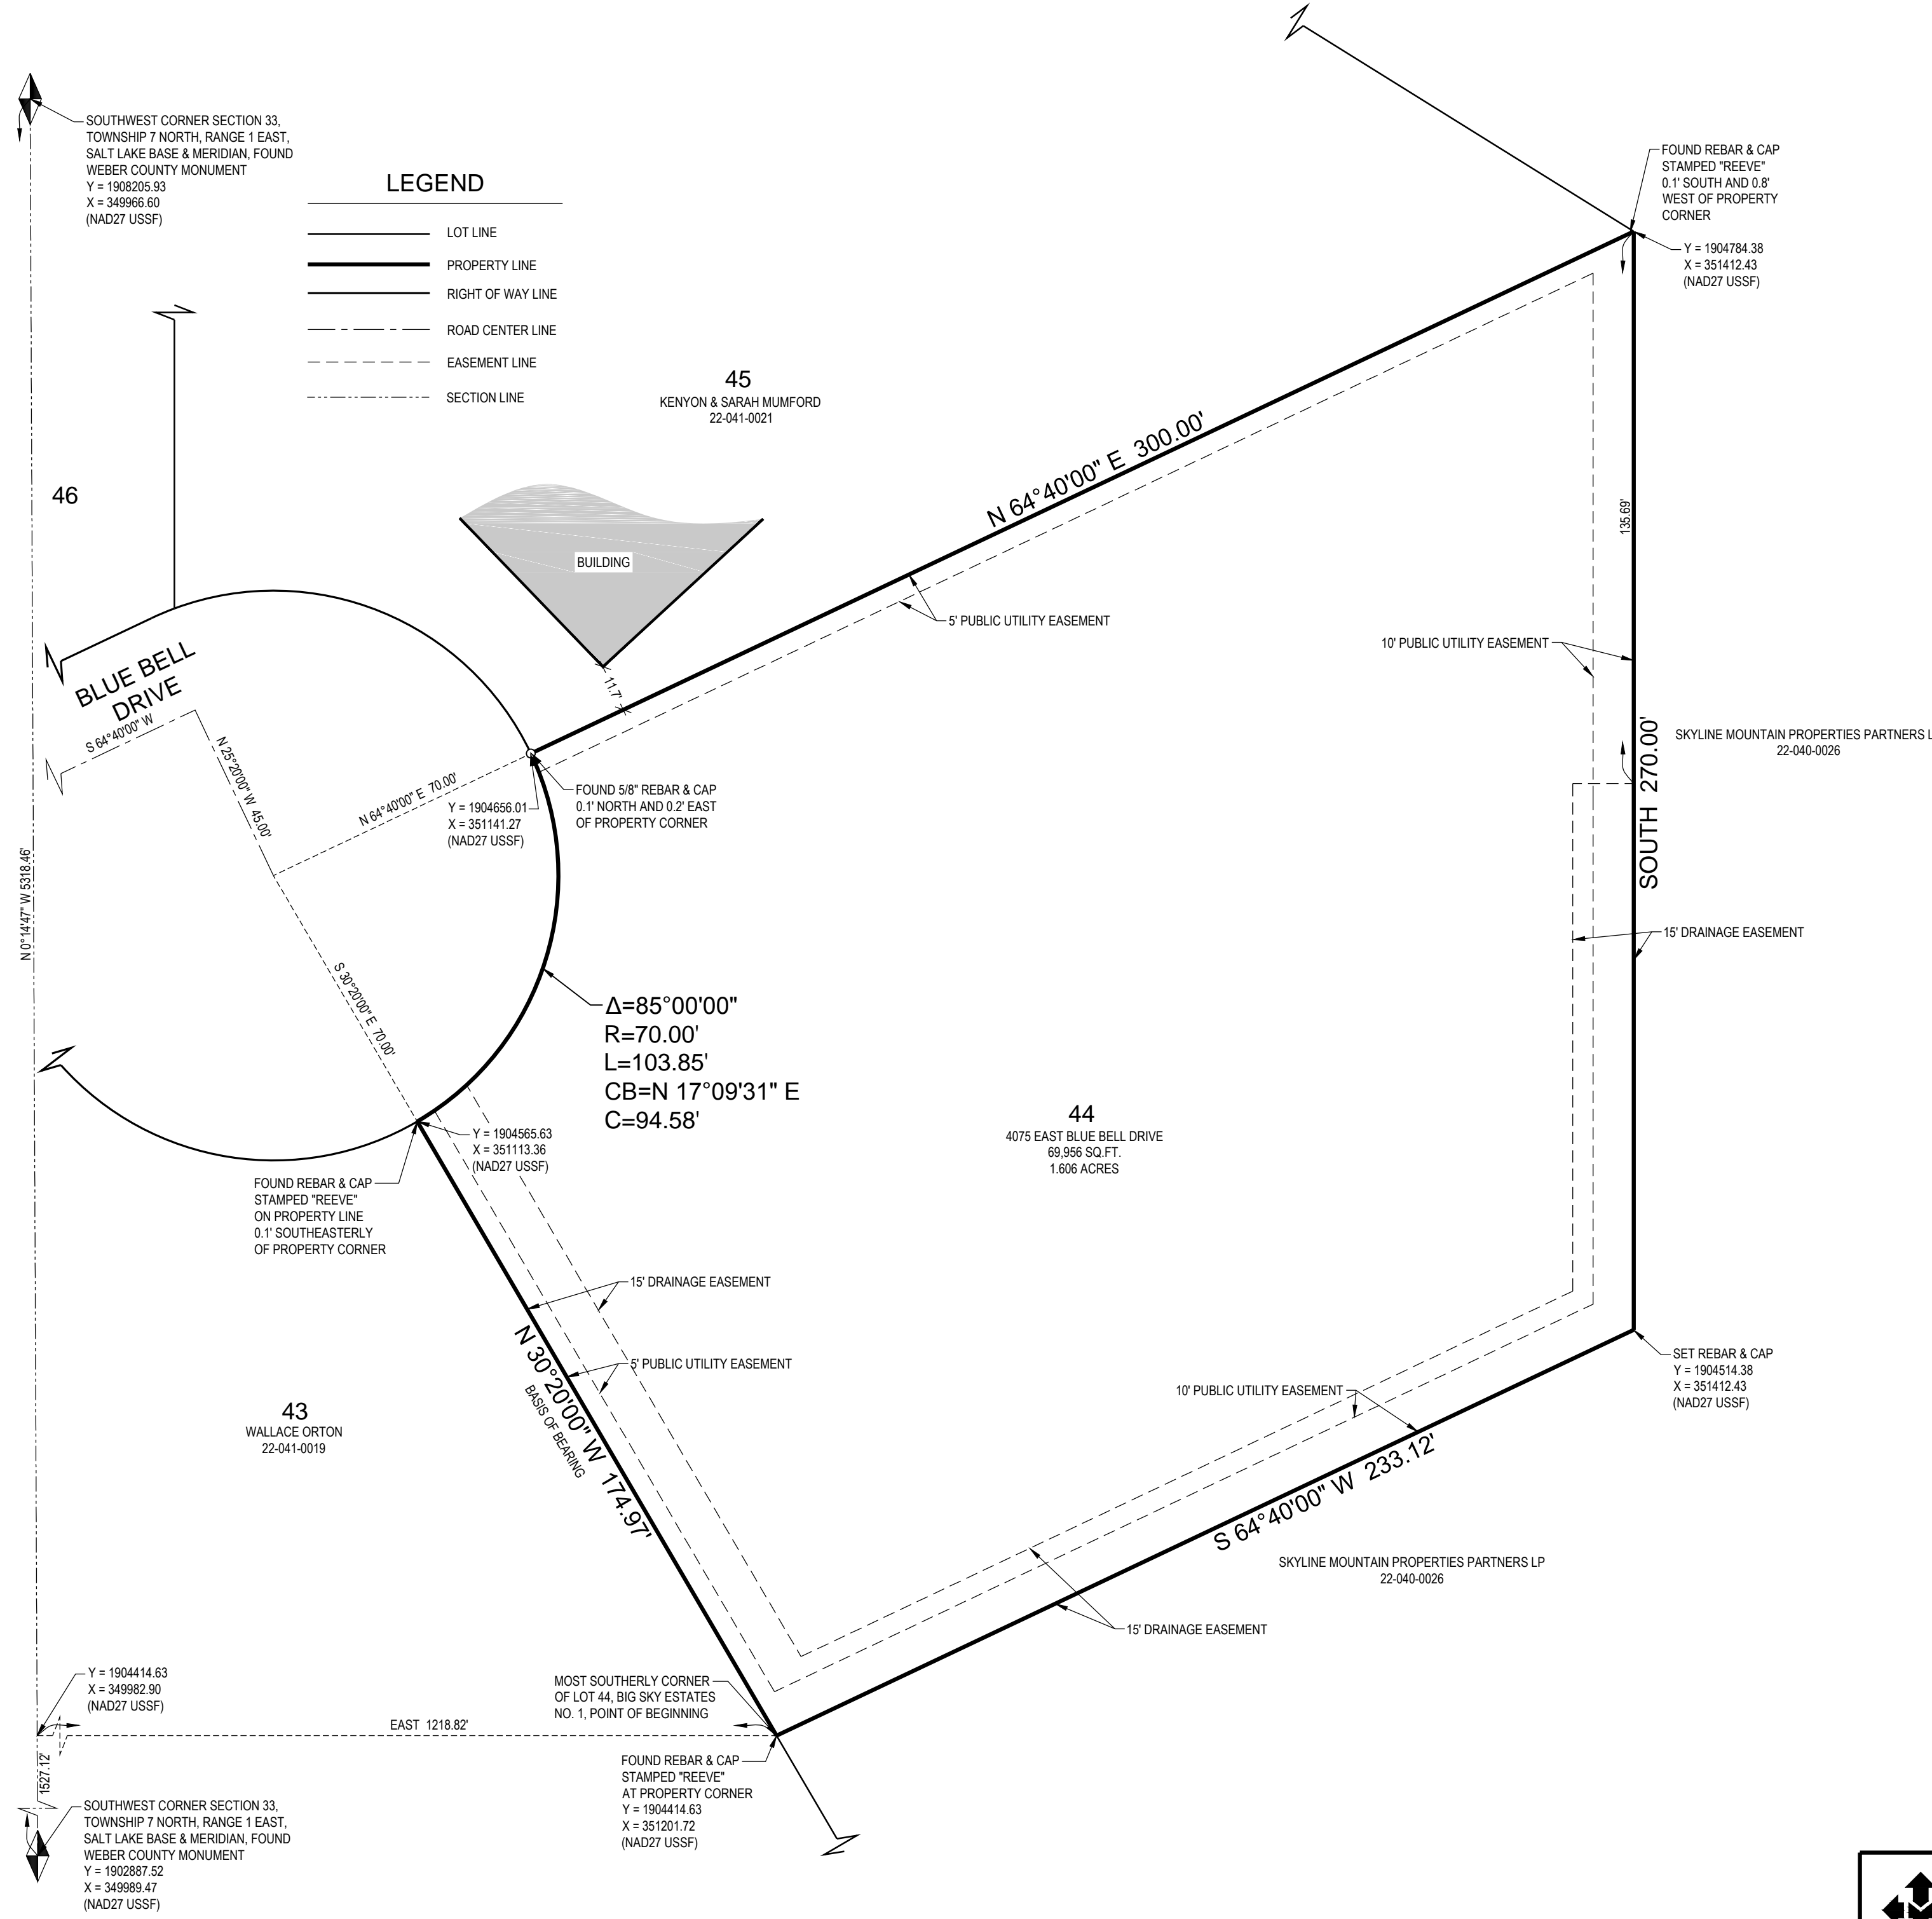 SOUTHWEST CORNER SECTION 33,
TOWNSHIP 7 NORTH, RANGE 1 EAST,
SALT LAKE BASE & MERIDIAN, FOUND
WEBER COUNTY MONUMENT
Y = 1908205.93
X = 349966.60
(NAD27 USSF)
LEGEND
LOT LINE
PROPERTY LINE
RIGHT OF WAY LINE
ROAD CENTER LINE
EASEMENT LINE
SECTION LINE
FOUND REBAR & CAP
STAMPED "REEVE"
0.1' SOUTH AND 0.8'
WEST OF PROPERTY
CORNER
Y = 1904784.38
X = 351412.43
(NAD27 USSF)
45
KENYON & SARAH MUMFORD
22-041-0021
46
N 64°40'00" E 300.00'
135.69'
BUILDING
11.7'
5' PUBLIC UTILITY EASEMENT
10' PUBLIC UTILITY EASEMENT
BLUE BELL
DRIVE
S 64°40'00" W
N 25°20'00" W 45.00'
N 64°40'00" E 70.00'
Y = 1904656.01
X = 351141.27
(NAD27 USSF)
FOUND 5/8" REBAR & CAP
0.1' NORTH AND 0.2' EAST
OF PROPERTY CORNER
SOUTH 270.00'
SKYLINE MOUNTAIN PROPERTIES PARTNERS L
22-040-0026
N 0°14'47" W 5318.46'
15' DRAINAGE EASEMENT
S 30°20'00" E 70.00'
Δ=85°00'00"
R=70.00'
L=103.85'
CB=N 17°09'31" E
C=94.58'
44
4075 EAST BLUE BELL DRIVE
69,956 SQ.FT.
1.606 ACRES
Y = 1904565.63
X = 351113.36
(NAD27 USSF)
FOUND REBAR & CAP
STAMPED "REEVE"
ON PROPERTY LINE
0.1' SOUTHEASTERLY
OF PROPERTY CORNER
15' DRAINAGE EASEMENT
5' PUBLIC UTILITY EASEMENT
N 30°20'00" W 174.97'
BASIS OF BEARING
43
WALLACE ORTON
22-041-0019
SET REBAR & CAP
Y = 1904514.38
X = 351412.43
(NAD27 USSF)
10' PUBLIC UTILITY EASEMENT
S 64°40'00" W 233.12'
SKYLINE MOUNTAIN PROPERTIES PARTNERS LP
22-040-0026
15' DRAINAGE EASEMENT
Y = 1904414.63
X = 349982.90
(NAD27 USSF)
MOST SOUTHERLY CORNER
OF LOT 44, BIG SKY ESTATES
NO. 1, POINT OF BEGINNING
EAST 1218.82'
1527.12'
FOUND REBAR & CAP
STAMPED "REEVE"
AT PROPERTY CORNER
Y = 1904414.63
X = 351201.72
(NAD27 USSF)
SOUTHWEST CORNER SECTION 33,
TOWNSHIP 7 NORTH, RANGE 1 EAST,
SALT LAKE BASE & MERIDIAN, FOUND
WEBER COUNTY MONUMENT
Y = 1902887.52
X = 349989.47
(NAD27 USSF)